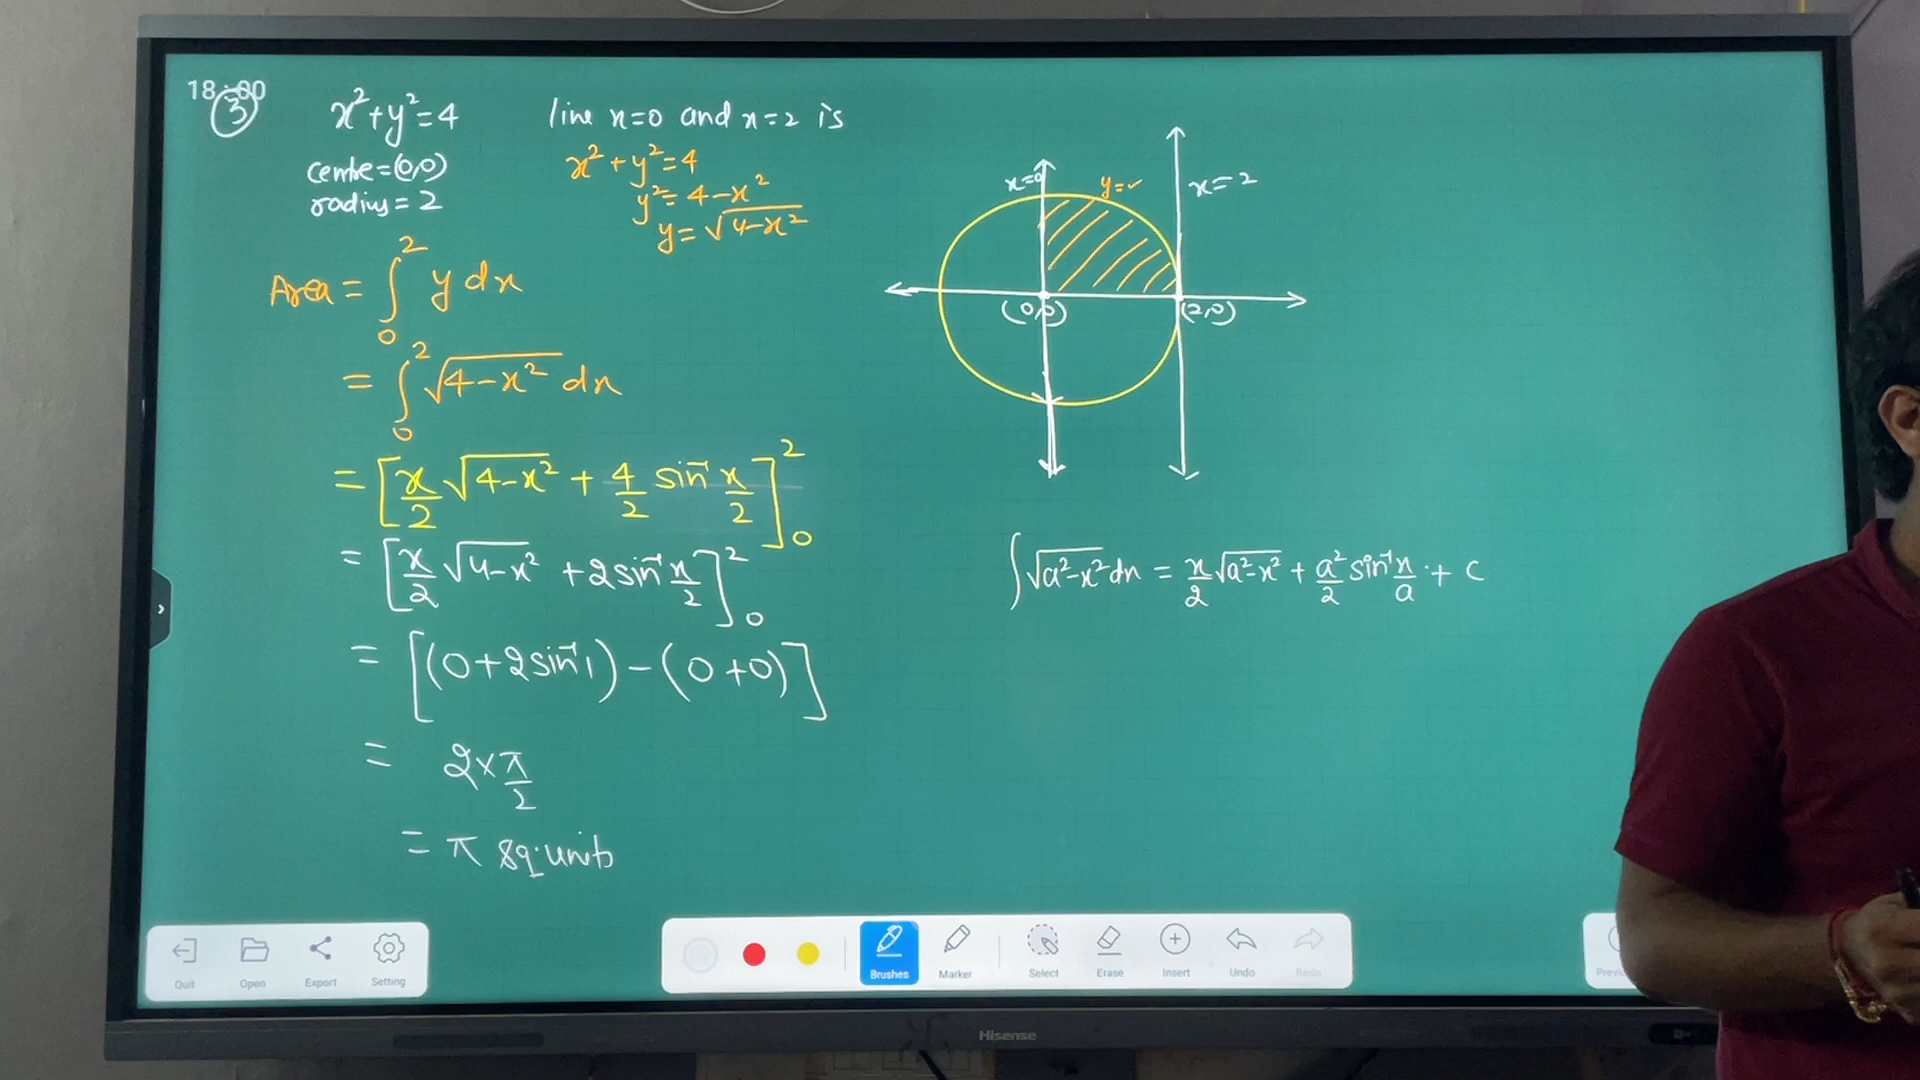 18:00
③ x²+y²=4 line x=0 and x=2 is
centre=(0,0)
radius=2
x²+y²=4
y²=4-x²
y=√(4-x²)
Area = ∫₀² y dx
= ∫₀² √(4-x²) dx
= [x/2 √(4-x²) + 4/2 sin⁻¹ x/2]₀²
= [x/2 √(4-x²) + 2sin⁻¹ x/2]₀²
= [(0+2sin⁻¹1)-(0+0)]
= 2×π/2
= π sq.units
x=0
y=✓
x=2
(0,0)
(2,0)
∫√(a²-x²) dx = x/2 √(a²-x²) + a²/2 sin⁻¹ x/a + c
Quit Open Export Setting
Brushes Marker Select Erase Insert Undo Redo
Hisense